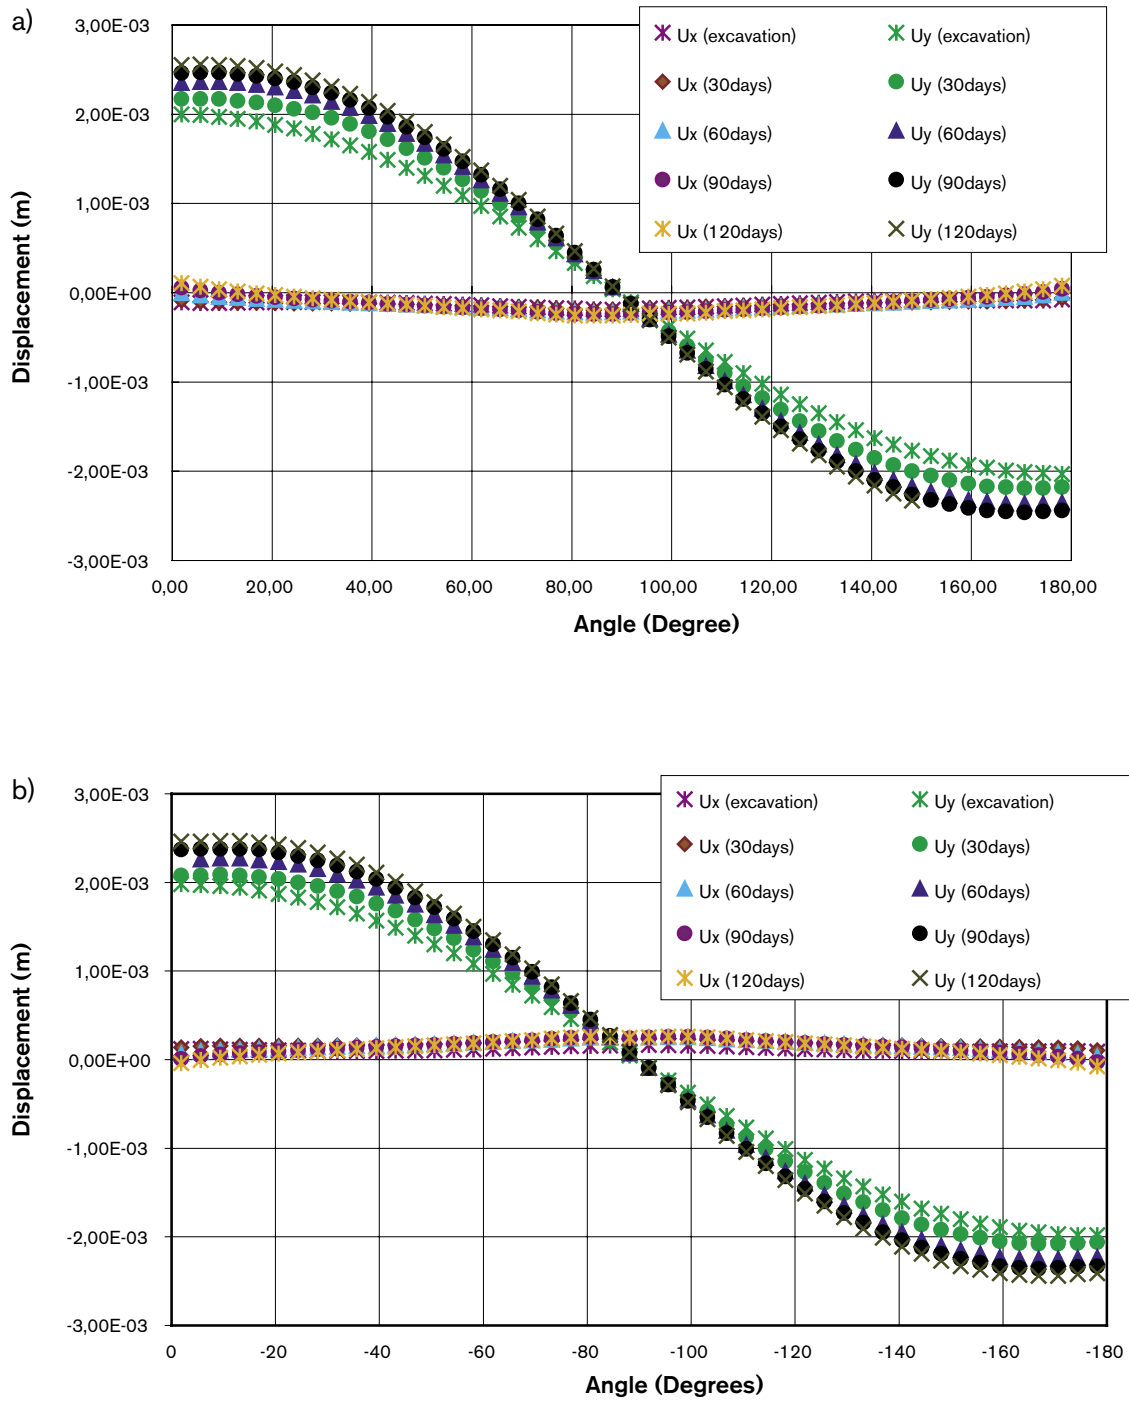 a)
3,00E-03
2,00E-03
1,00E-03
0,00E+00
-1,00E-03
-2,00E-03
-3,00E-03
Displacement (m)
Ux (excavation) Uy (excavation)
Ux (30days) Uy (30days)
Ux (60days) Uy (60days)
Ux (90days) Uy (90days)
Ux (120days) Uy (120days)
0,00 20,00 40,00 60,00 80,00 100,00 120,00 140,00 160,00 180,00
Angle (Degree)
b)
3,00E-03
2,00E-03
1,00E-03
0,00E+00
-1,00E-03
-2,00E-03
-3,00E-03
Displacement (m)
Ux (excavation) Uy (excavation)
Ux (30days) Uy (30days)
Ux (60days) Uy (60days)
Ux (90days) Uy (90days)
Ux (120days) Uy (120days)
0 -20 -40 -60 -80 -100 -120 -140 -160 -180
Angle (Degrees)